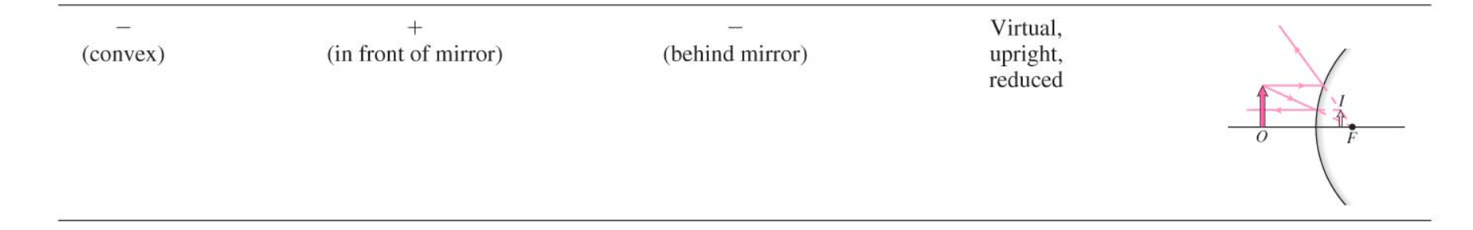 − + − Virtual,
(convex) (in front of mirror) (behind mirror) upright,
reduced
I
O F